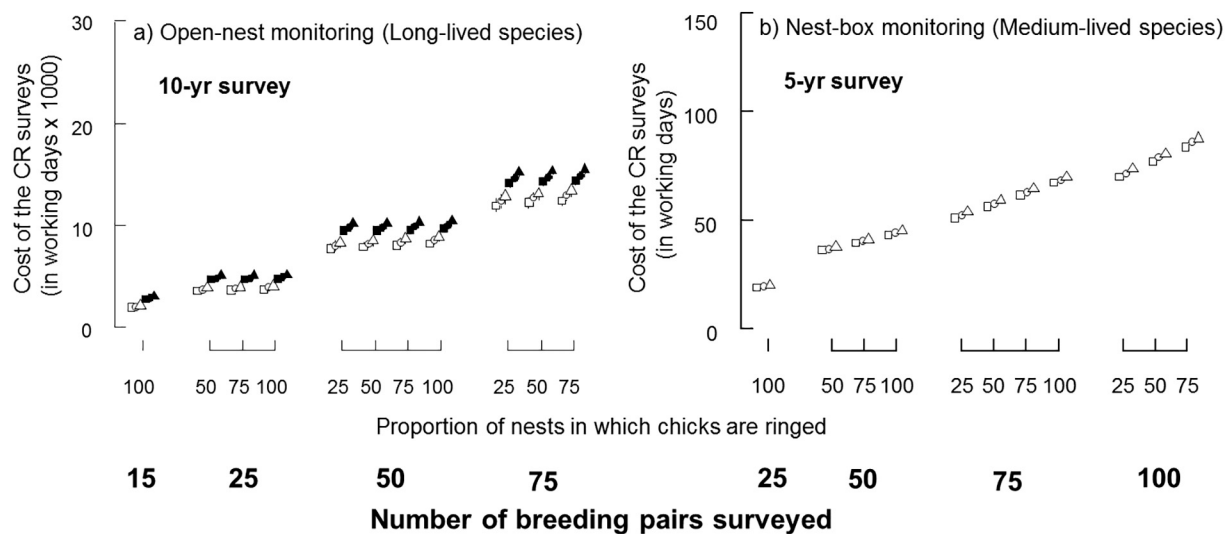 a) Open-nest monitoring (Long-lived species)
10-yr survey
Cost of the CR surveys
(in working days x 1000)
30
20
10
0
100
50 75 100
25 50 75 100
25 50 75
b) Nest-box monitoring (Medium-lived species)
5-yr survey
Cost of the CR surveys
(in working days)
150
100
50
0
100
50 75 100
25 50 75 100
25 50 75
Proportion of nests in which chicks are ringed
15 25 50 75
25 50 75 100
Number of breeding pairs surveyed